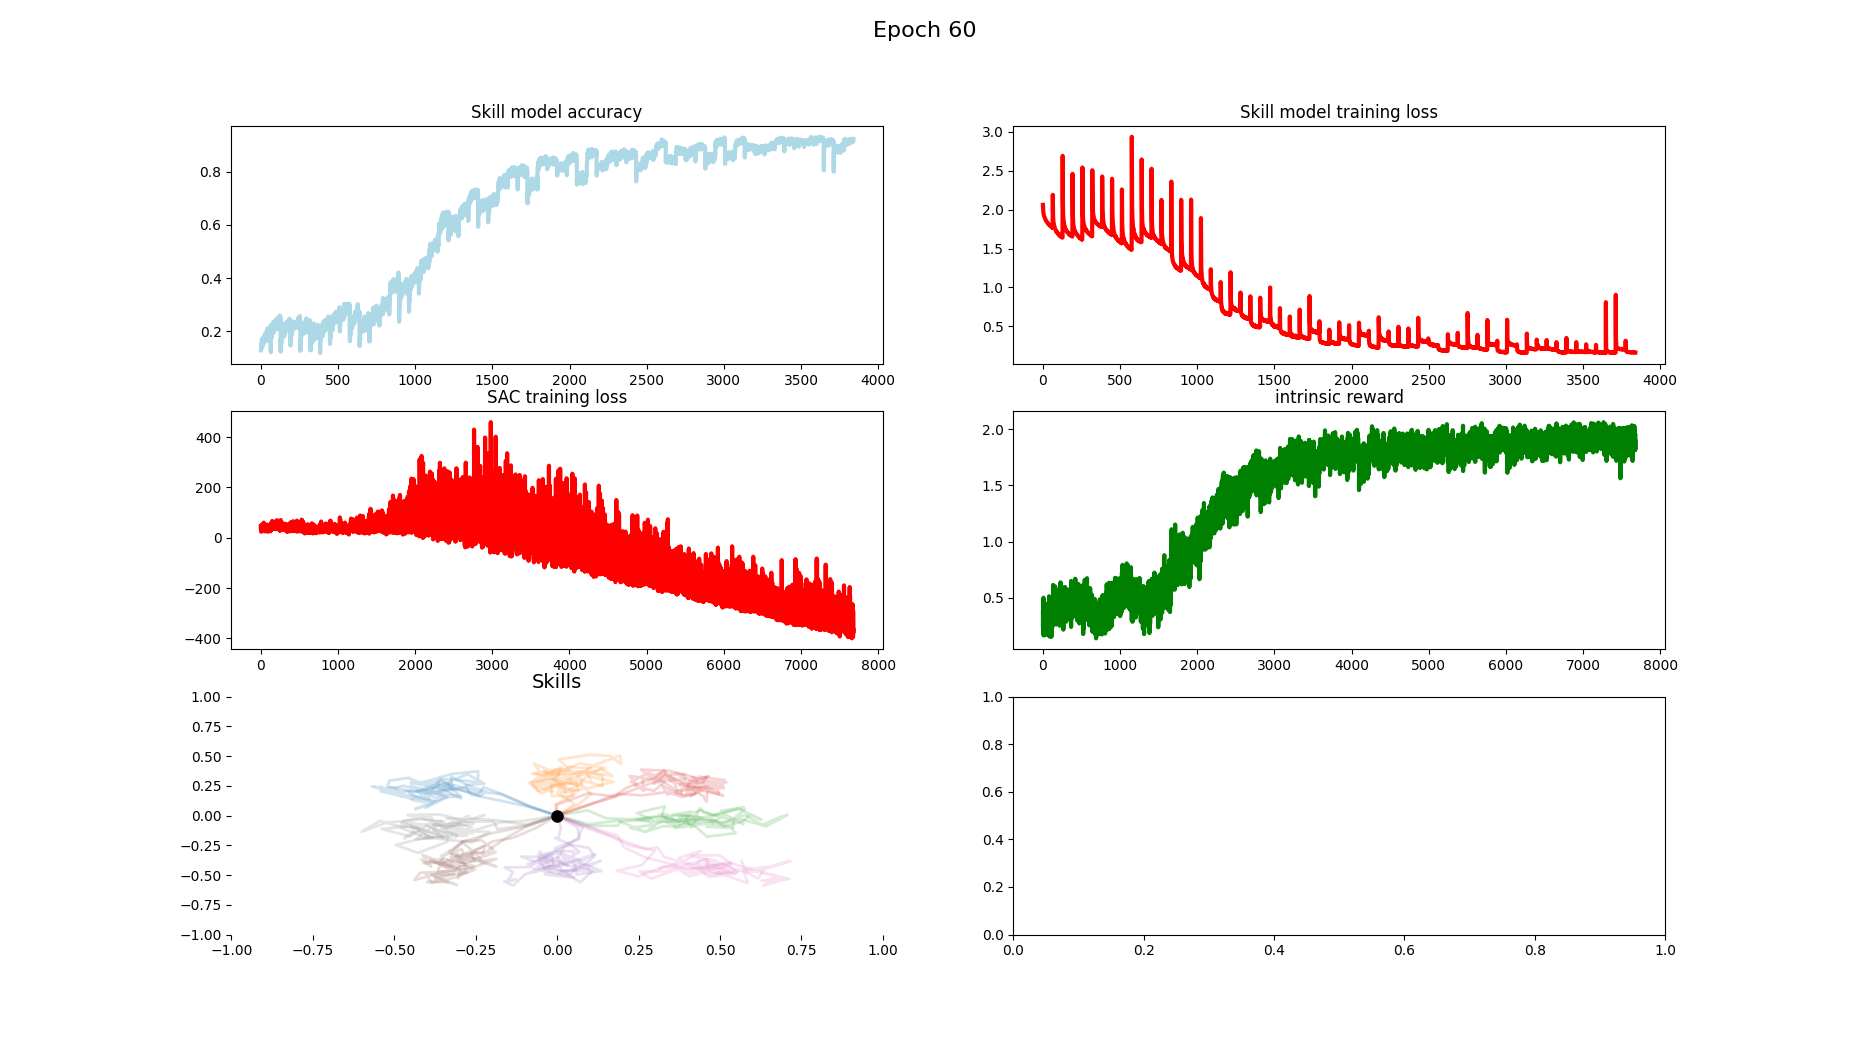 Epoch 60
Skill model accuracy
0.8
0.6
0.4
0.2
0 500 1000 1500 2000 2500 3000 3500 4000
Skill model training loss
3.0
2.5
2.0
1.5
1.0
0.5
0 500 1000 1500 2000 2500 3000 3500 4000
SAC training loss
400
200
0
−200
−400
0 1000 2000 3000 4000 5000 6000 7000 8000
intrinsic reward
2.0
1.5
1.0
0.5
0 1000 2000 3000 4000 5000 6000 7000 8000
Skills
1.00
0.75
0.50
0.25
0.00
−0.25
−0.50
−0.75
−1.00
−1.00 −0.75 −0.50 −0.25 0.00 0.25 0.50 0.75 1.00
1.0
0.8
0.6
0.4
0.2
0.0
0.0 0.2 0.4 0.6 0.8 1.0